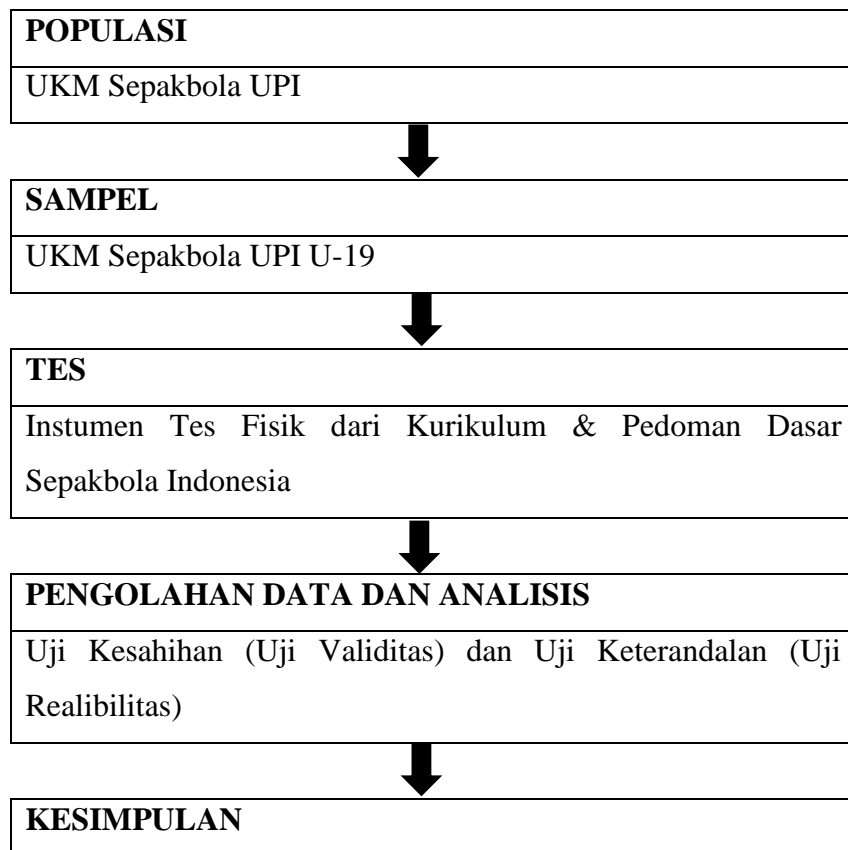 POPULASI
UKM Sepakbola UPI
SAMPEL
UKM Sepakbola UPI U-19
TES
Instumen Tes Fisik dari Kurikulum & Pedoman Dasar
Sepakbola Indonesia
PENGOLAHAN DATA DAN ANALISIS
Uji Kesahihan (Uji Validitas) dan Uji Keterandalan (Uji
Realibilitas)
KESIMPULAN